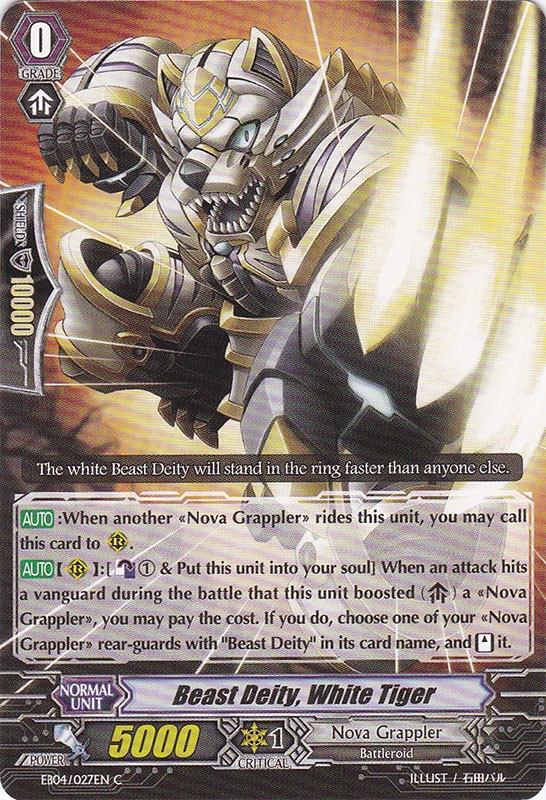 0
GRADE
SHIELD 10000
The white Beast Deity will stand in the ring faster than anyone else.
AUTO:When another «Nova Grappler» rides this unit, you may call
this card to R.
AUTO[R]:[① & Put this unit into your soul] When an attack hits
a vanguard during the battle that this unit boosted () a «Nova
Grappler», you may pay the cost. If you do, choose one of your «Nova
Grappler» rear-guards with "Beast Deity" in its card name, and it.
NORMAL
UNIT
Beast Deity, White Tiger
POWER
5000
1
CRITICAL
Nova Grappler
Battleroid
EB04/027EN C
ILLUST / 石田バル